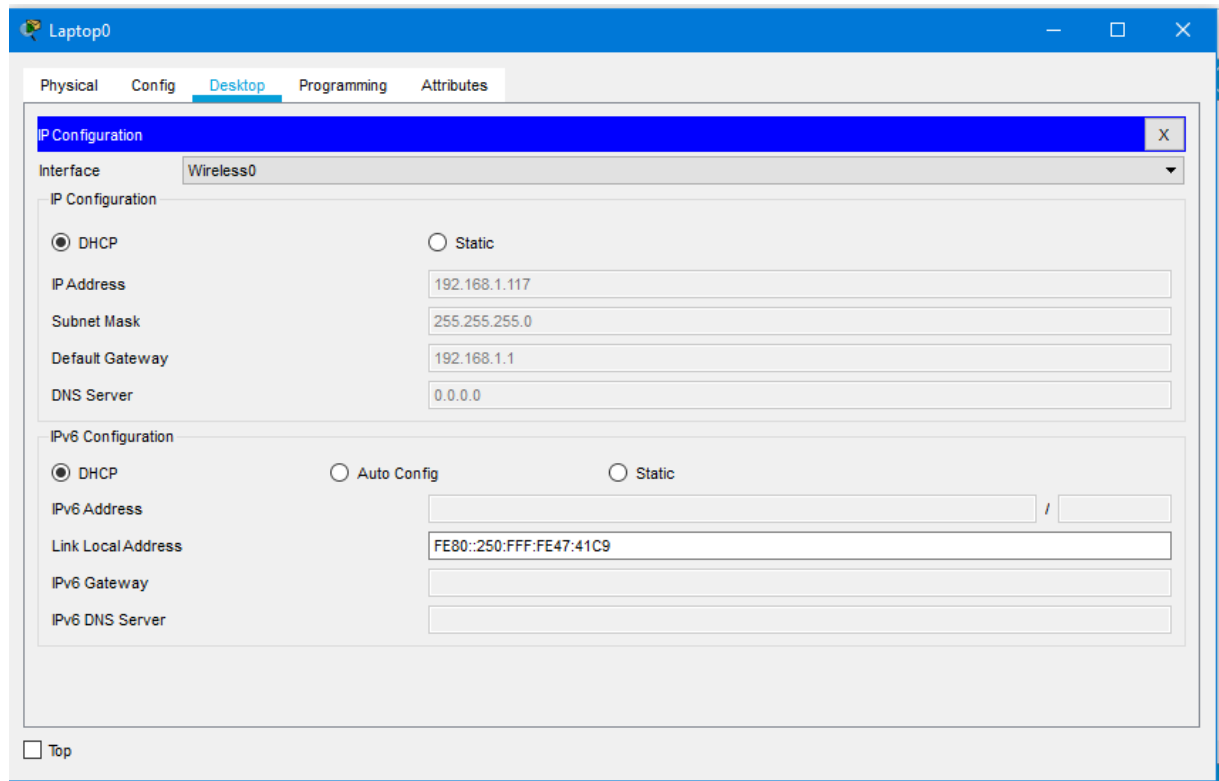 Laptop0
Physical Config Desktop Programming Attributes
IP Configuration X
Interface Wireless0
IP Configuration
DHCP Static
IP Address 192.168.1.117
Subnet Mask 255.255.255.0
Default Gateway 192.168.1.1
DNS Server 0.0.0.0
IPv6 Configuration
DHCP Auto Config Static
IPv6 Address /
Link Local Address FE80::250:FFF:FE47:41C9
IPv6 Gateway
IPv6 DNS Server
Top